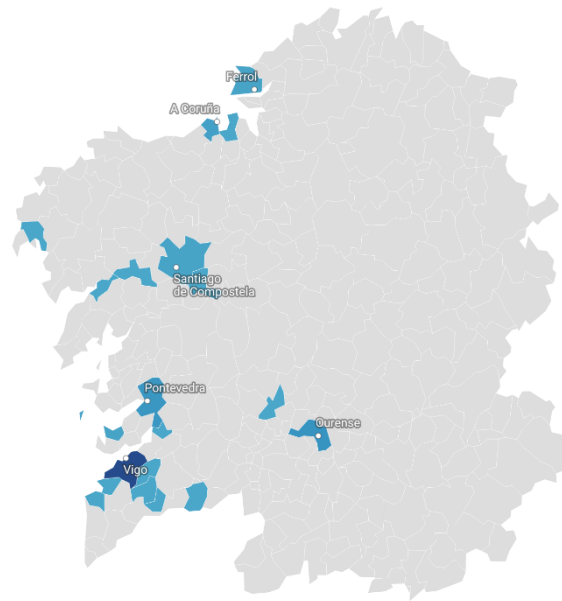 Ferrol
A Coruña
Santiago
de Compostela
Pontevedra
Ourense
Vigo